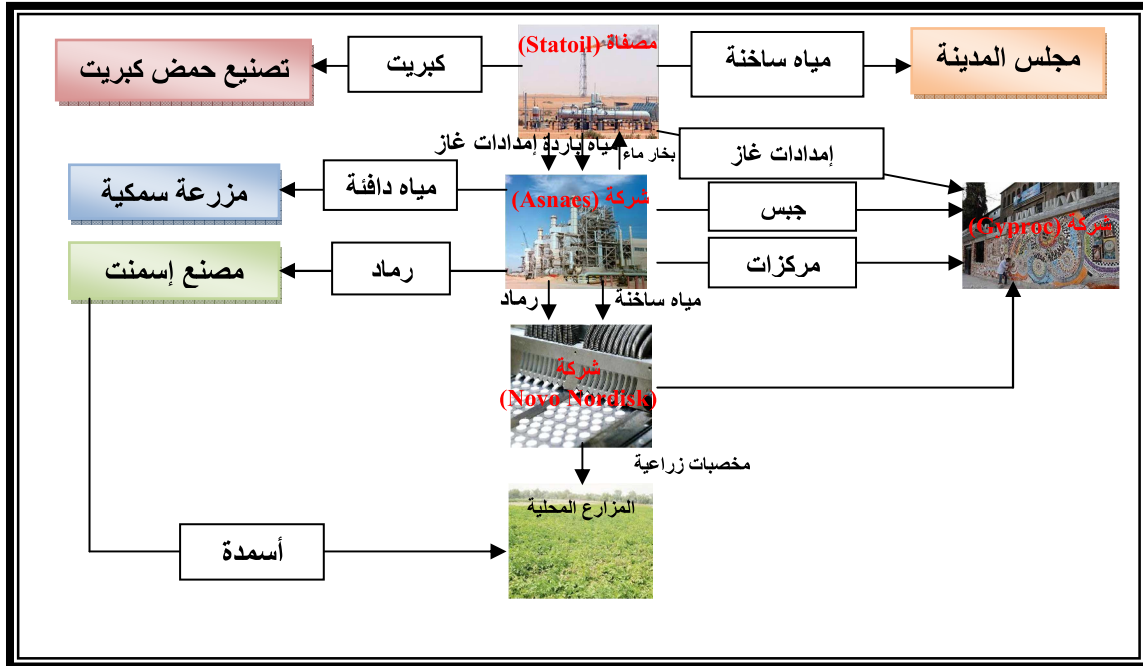 مصفاة (Statoil)
مجلس المدينة
مياه ساخنة
كبريت
تصنيع حمض كبريت
إمدادات غاز
بخار ماء
مياه باردة
إمدادات غاز
مياه دافئة
مزرعة سمكية
شركة (Asnaes)
جبس
شركة (Gyproc)
مركزات
رماد
مصنع إسمنت
مياه ساخنة
رماد
شركة
(Novo Nordisk)
مخصبات زراعية
المزارع المحلية
أسمدة